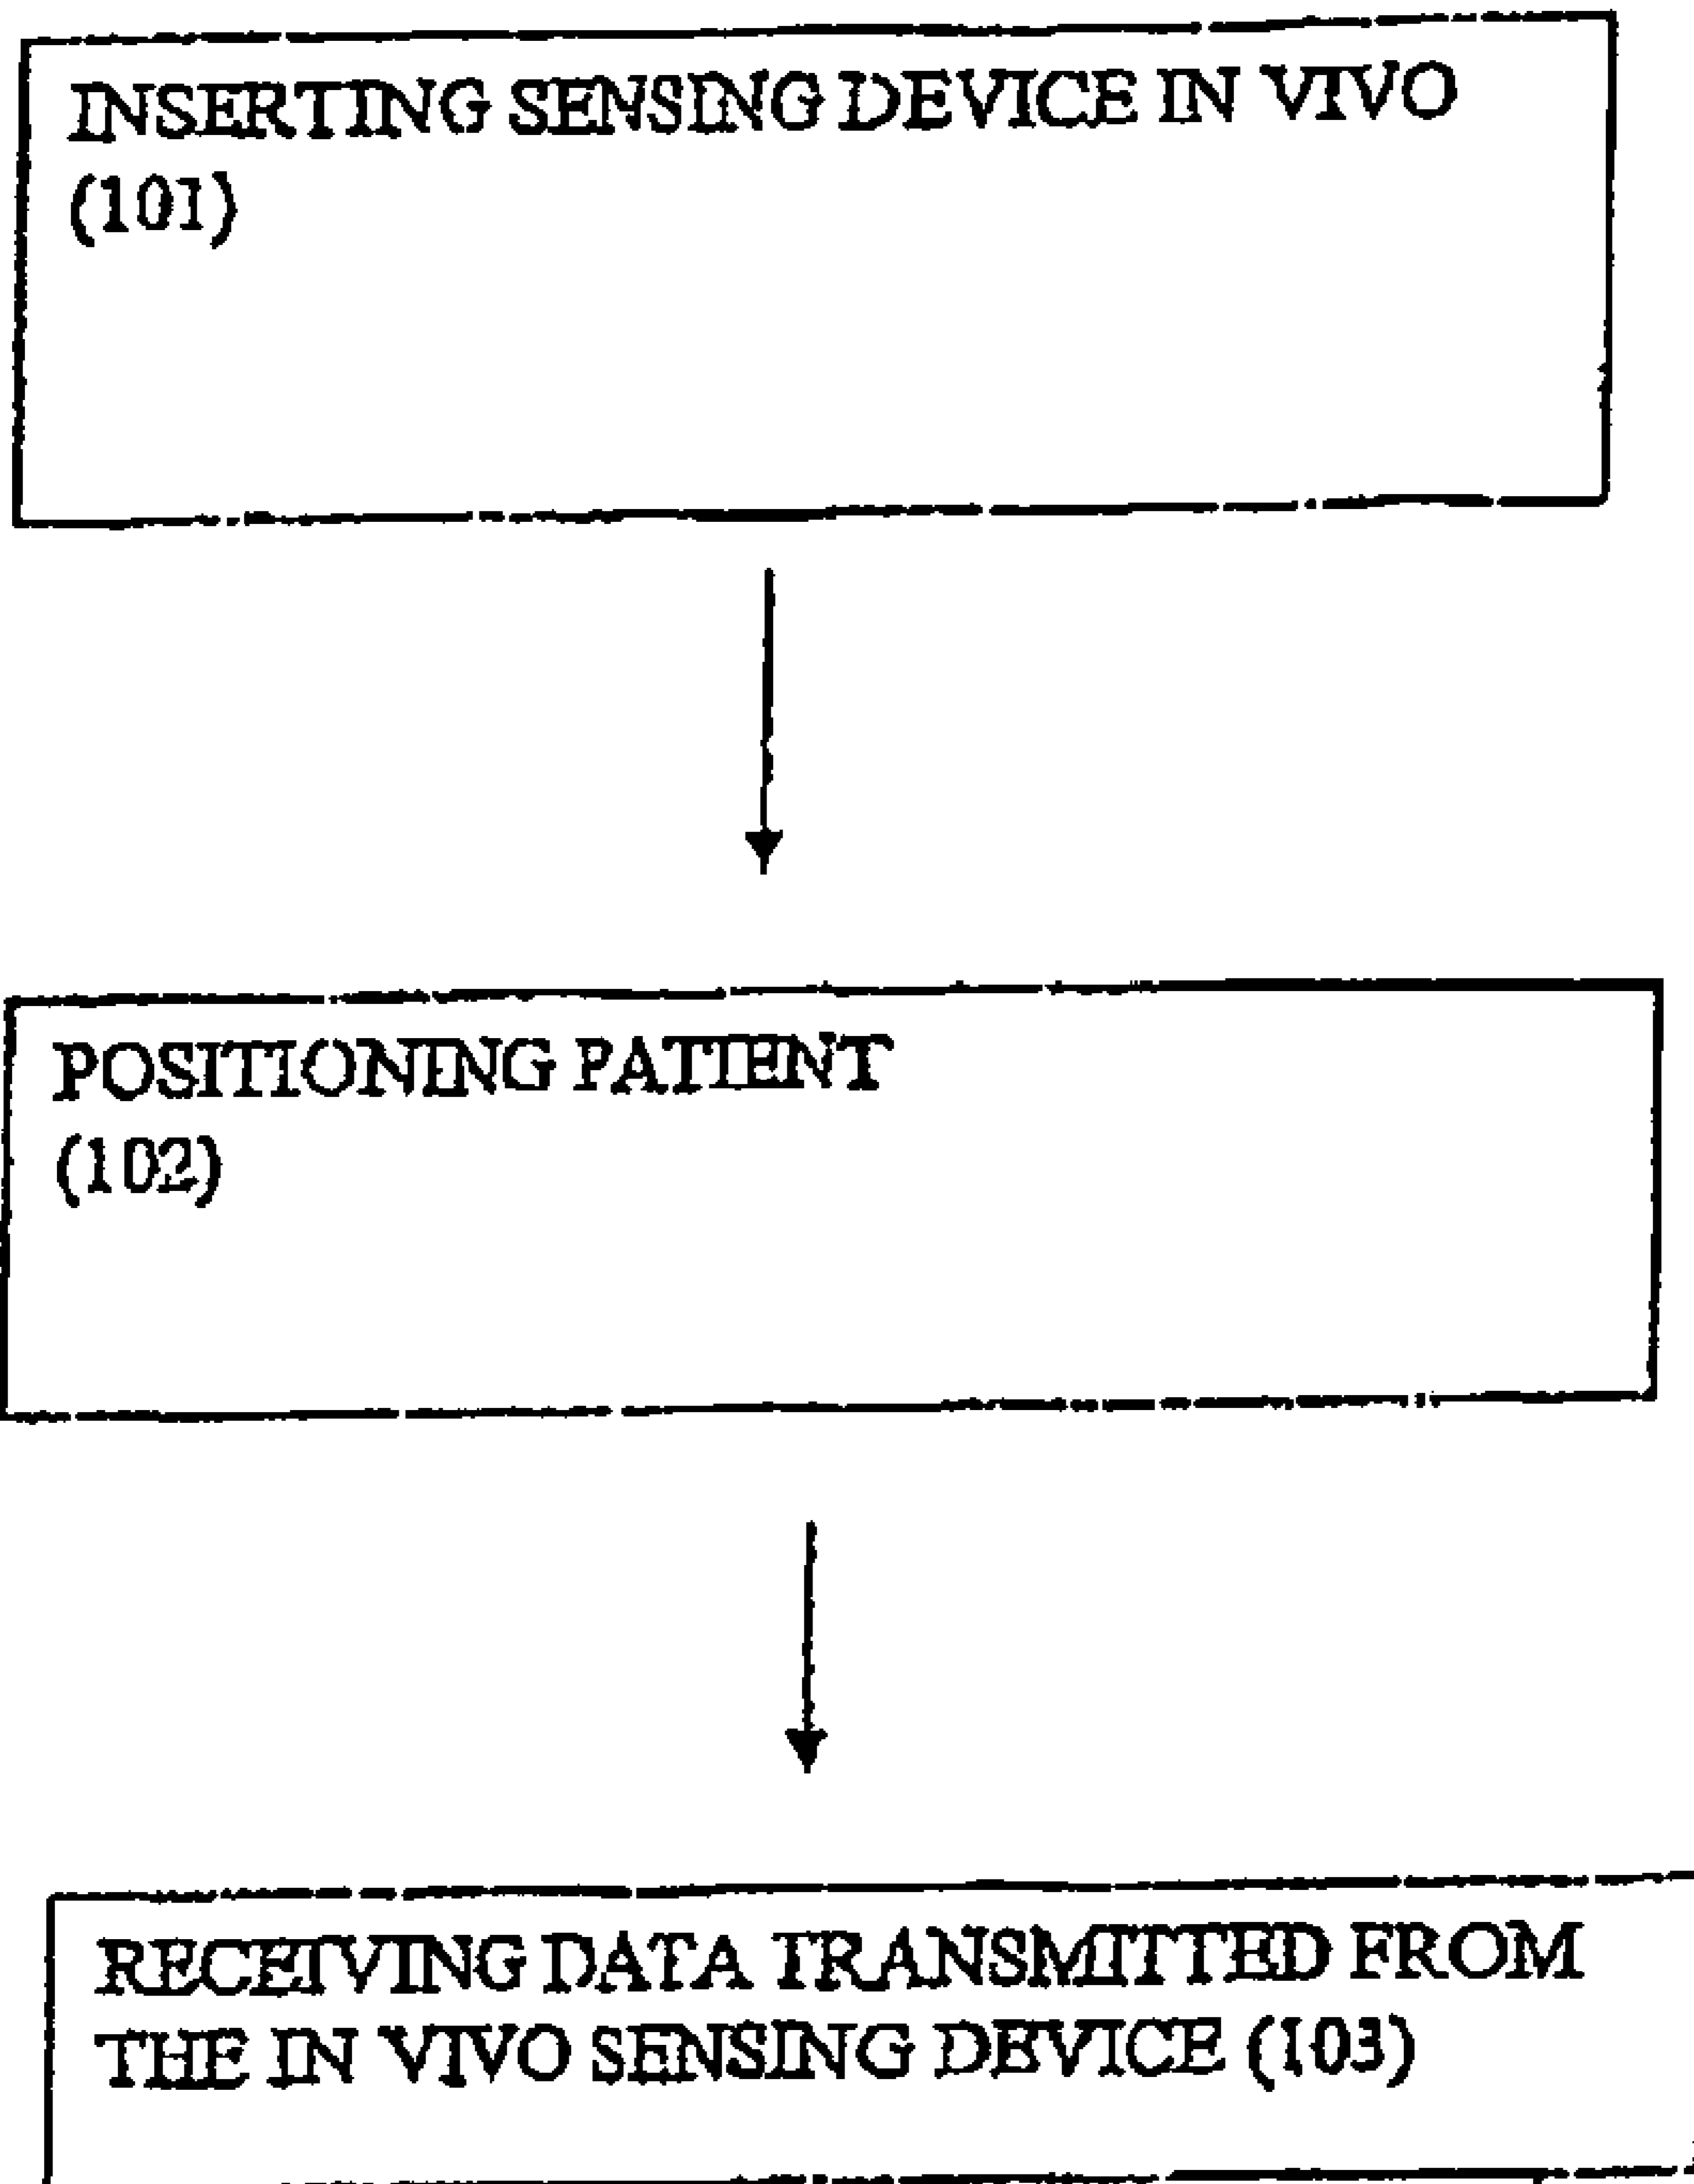 INSERTING SENSING DEVICE IN VIVO
(101)
POSITIONING PATIENT
(102)
RECEIVING DATA TRANSMITTED FROM
THE IN VIVO SENSING DEVICE (103)